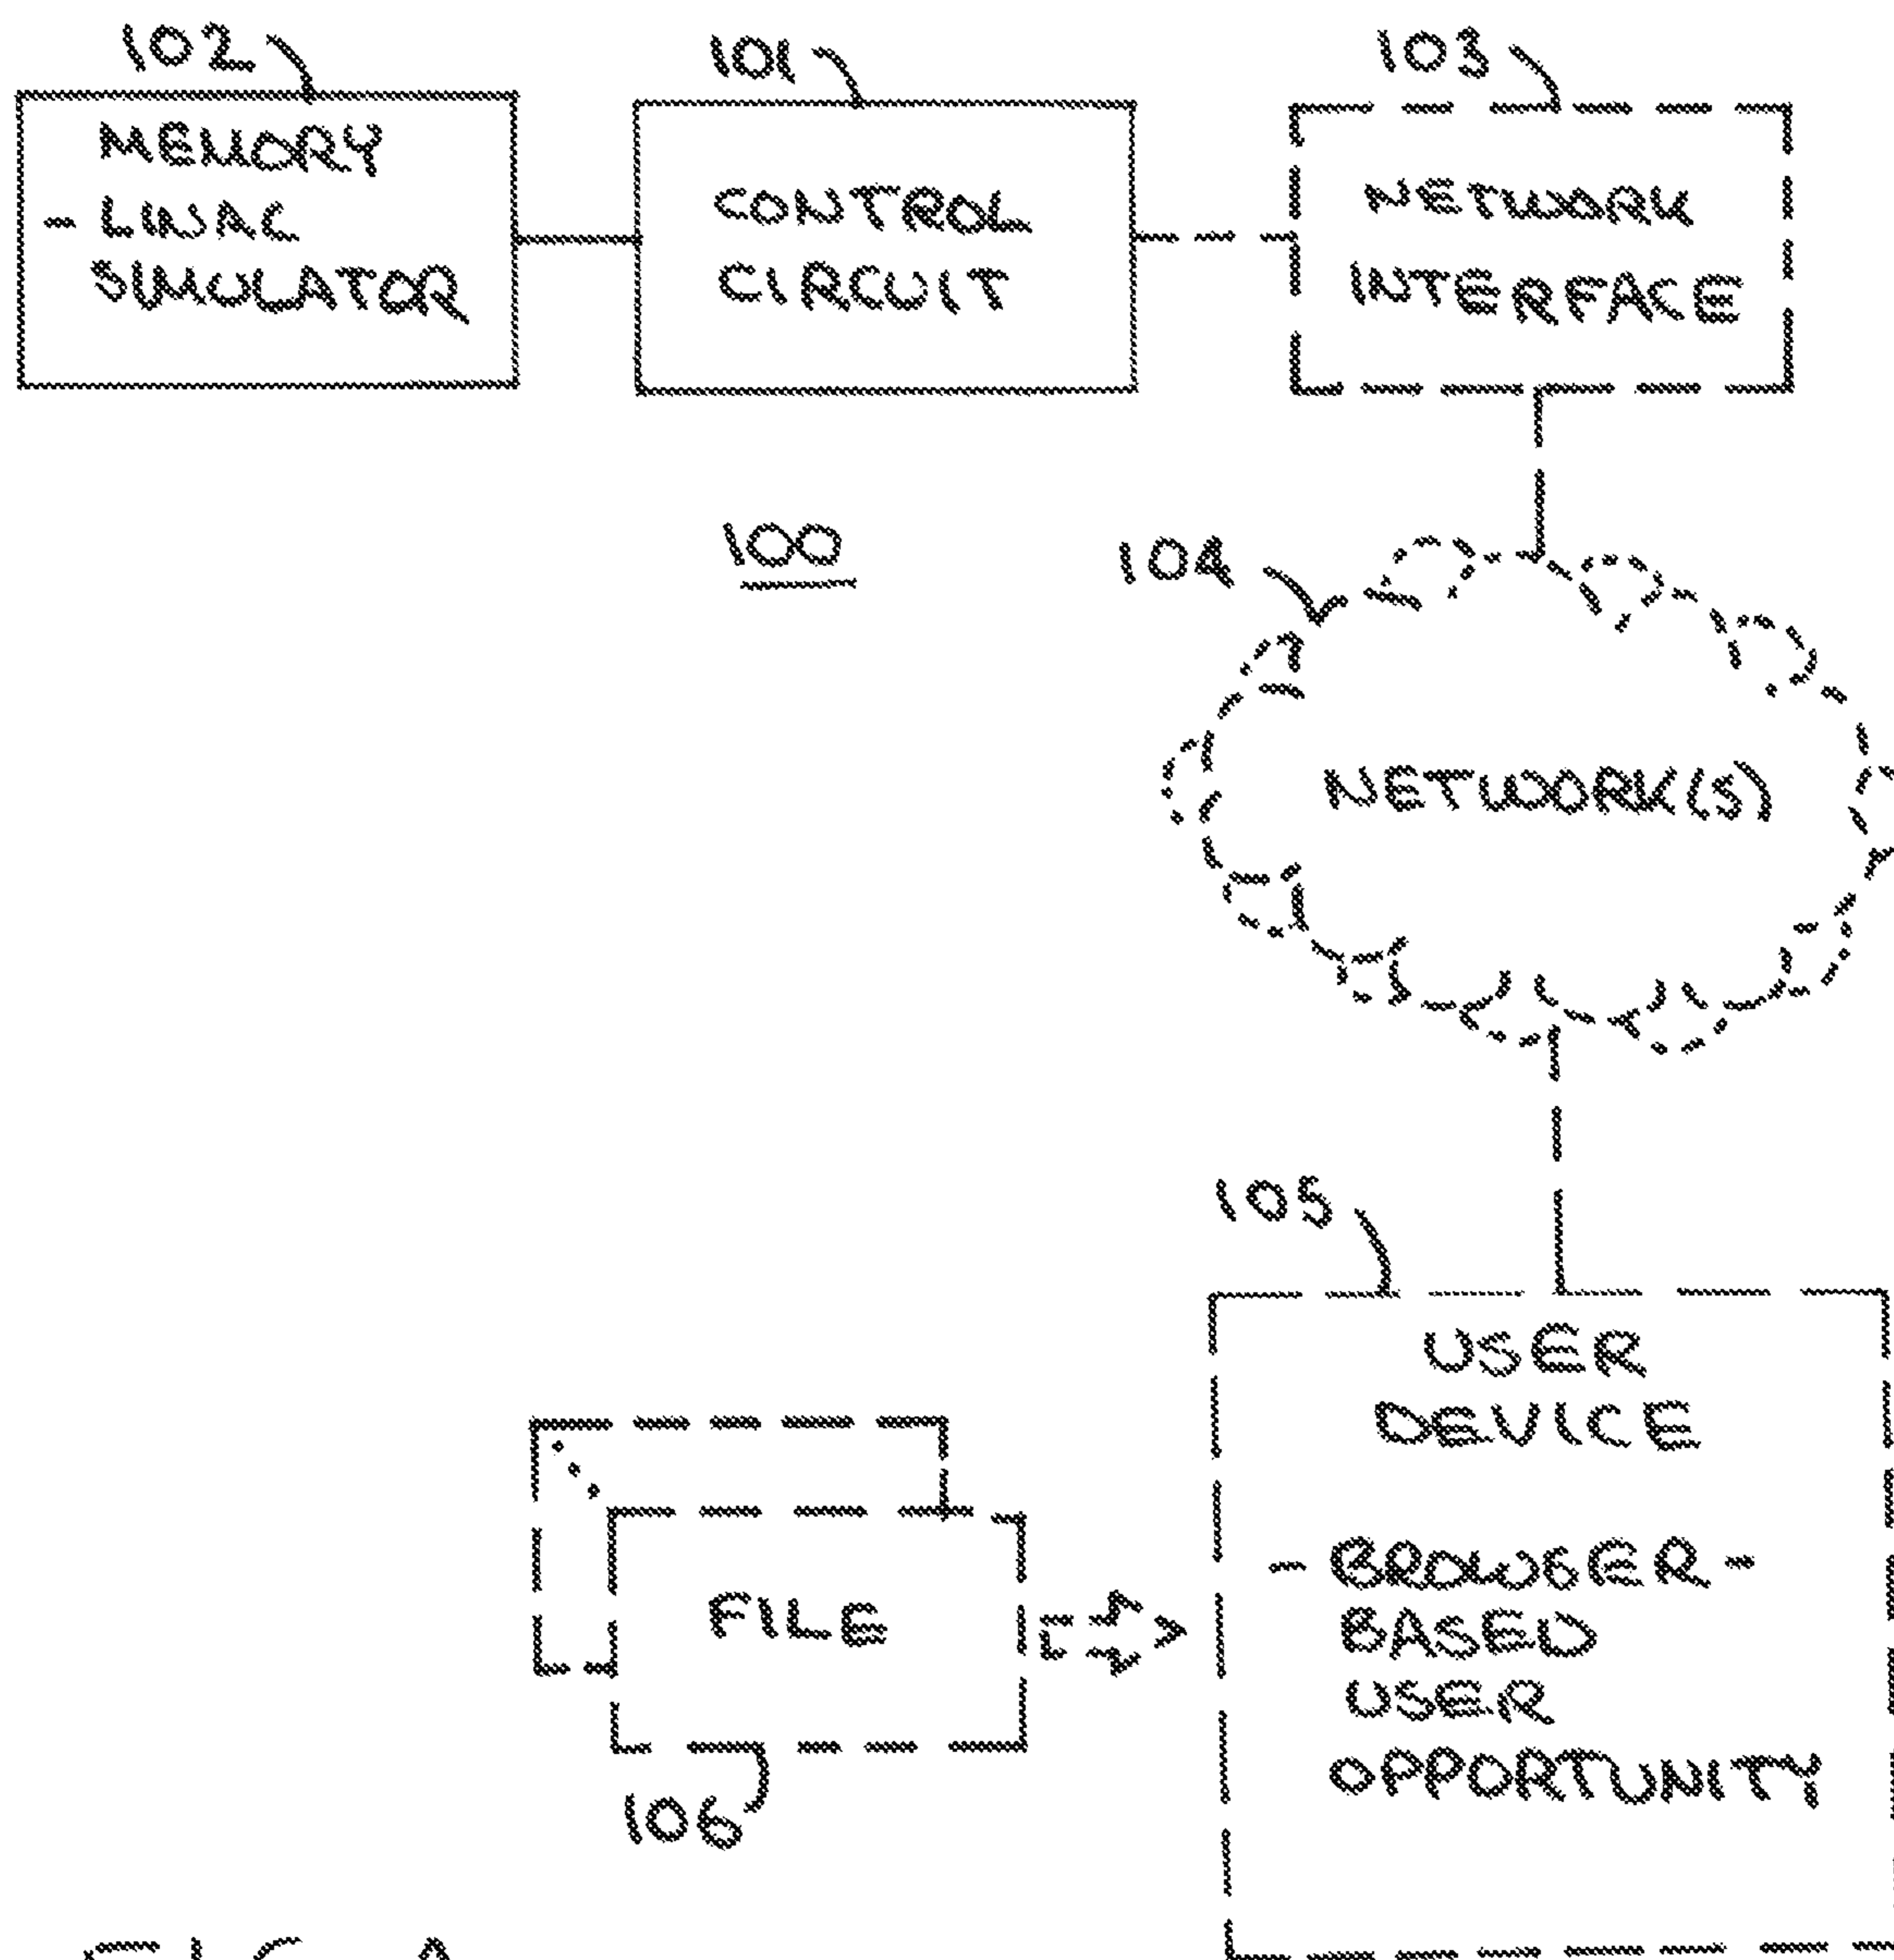 102
101
103
MEMORY
- LINAC
SIMULATOR
CONTROL
CIRCUIT
NETWORK
INTERFACE
100
104
NETWORK(S)
105
USER
DEVICE
- BROWSER-
BASED
USER
OPPORTUNITY
FILE
106